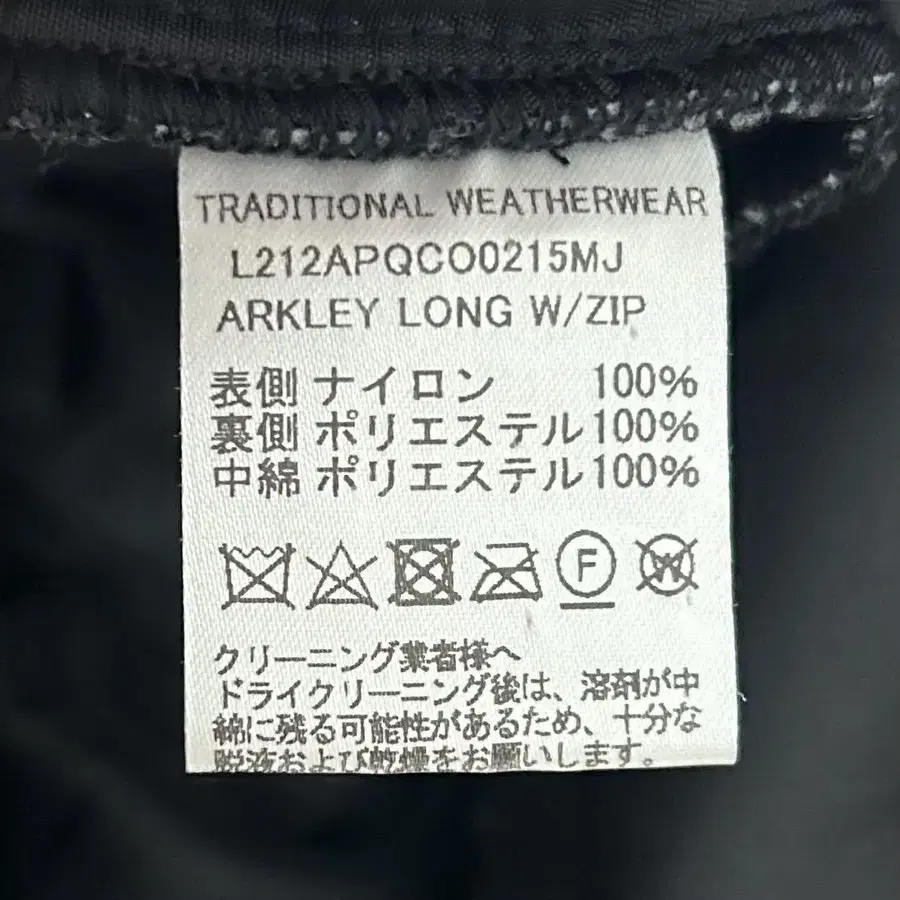 TRADITIONAL WEATHERWEAR
L212APQCO0215MJ
ARKLEY LONG W/ZIP
表側 ナイロン 100%
裏側 ポリエステル 100%
中綿 ポリエステル 100%
F W
クリーニング業者様へ
ドライクリーニング後は、溶剤が中
綿に残る可能性があるため、十分な
脱液および乾燥をお願いします。